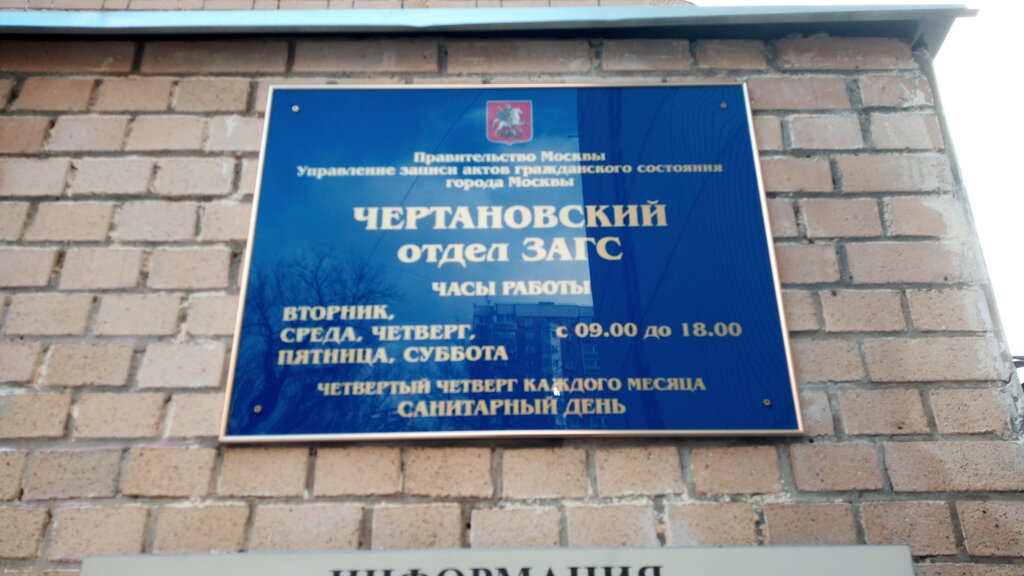 Правительство Москвы
Управление записи актов гражданского состояния
города Москвы
ЧЕРТАНОВСКИЙ
отдел ЗАГС
ЧАСЫ РАБОТЫ
ВТОРНИК,
СРЕДА, ЧЕТВЕРГ, с 09.00 до 18.00
ПЯТНИЦА, СУББОТА
ЧЕТВЕРТЫЙ ЧЕТВЕРГ КАЖДОГО МЕСЯЦА
САНИТАРНЫЙ ДЕНЬ
ИНФОРМАЦИЯ